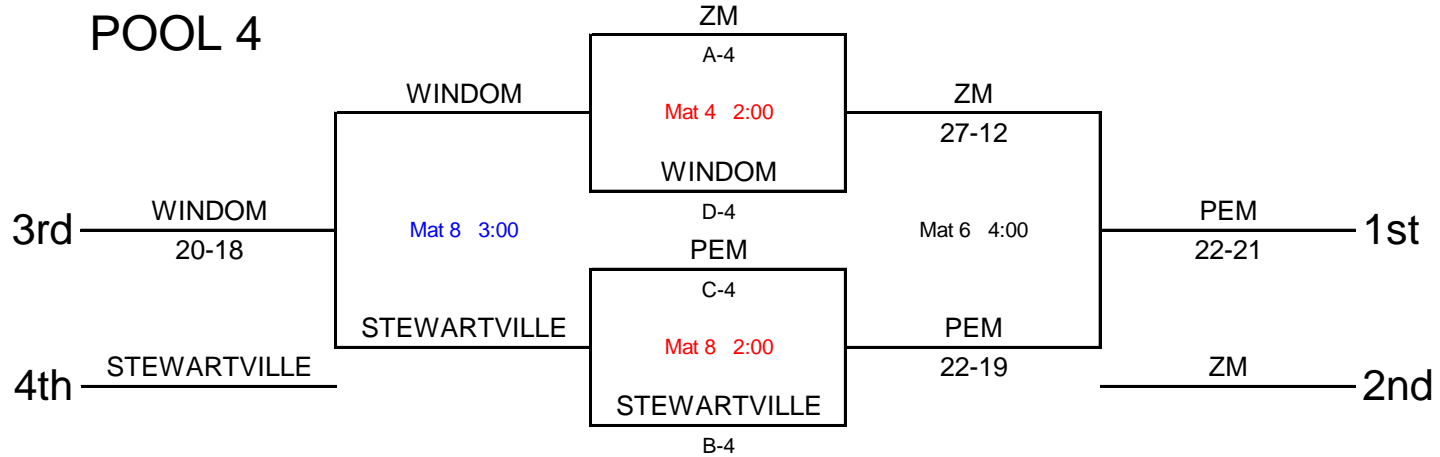 POOL 4
ZM
A-4
WINDOM
Mat 4 2:00
ZM
27-12
WINDOM
D-4
3rd
WINDOM
20-18
Mat 8 3:00
Mat 6 4:00
PEM
22-21
1st
PEM
C-4
STEWARTVILLE
Mat 8 2:00
PEM
22-19
4th
STEWARTVILLE
STEWARTVILLE
B-4
ZM
2nd